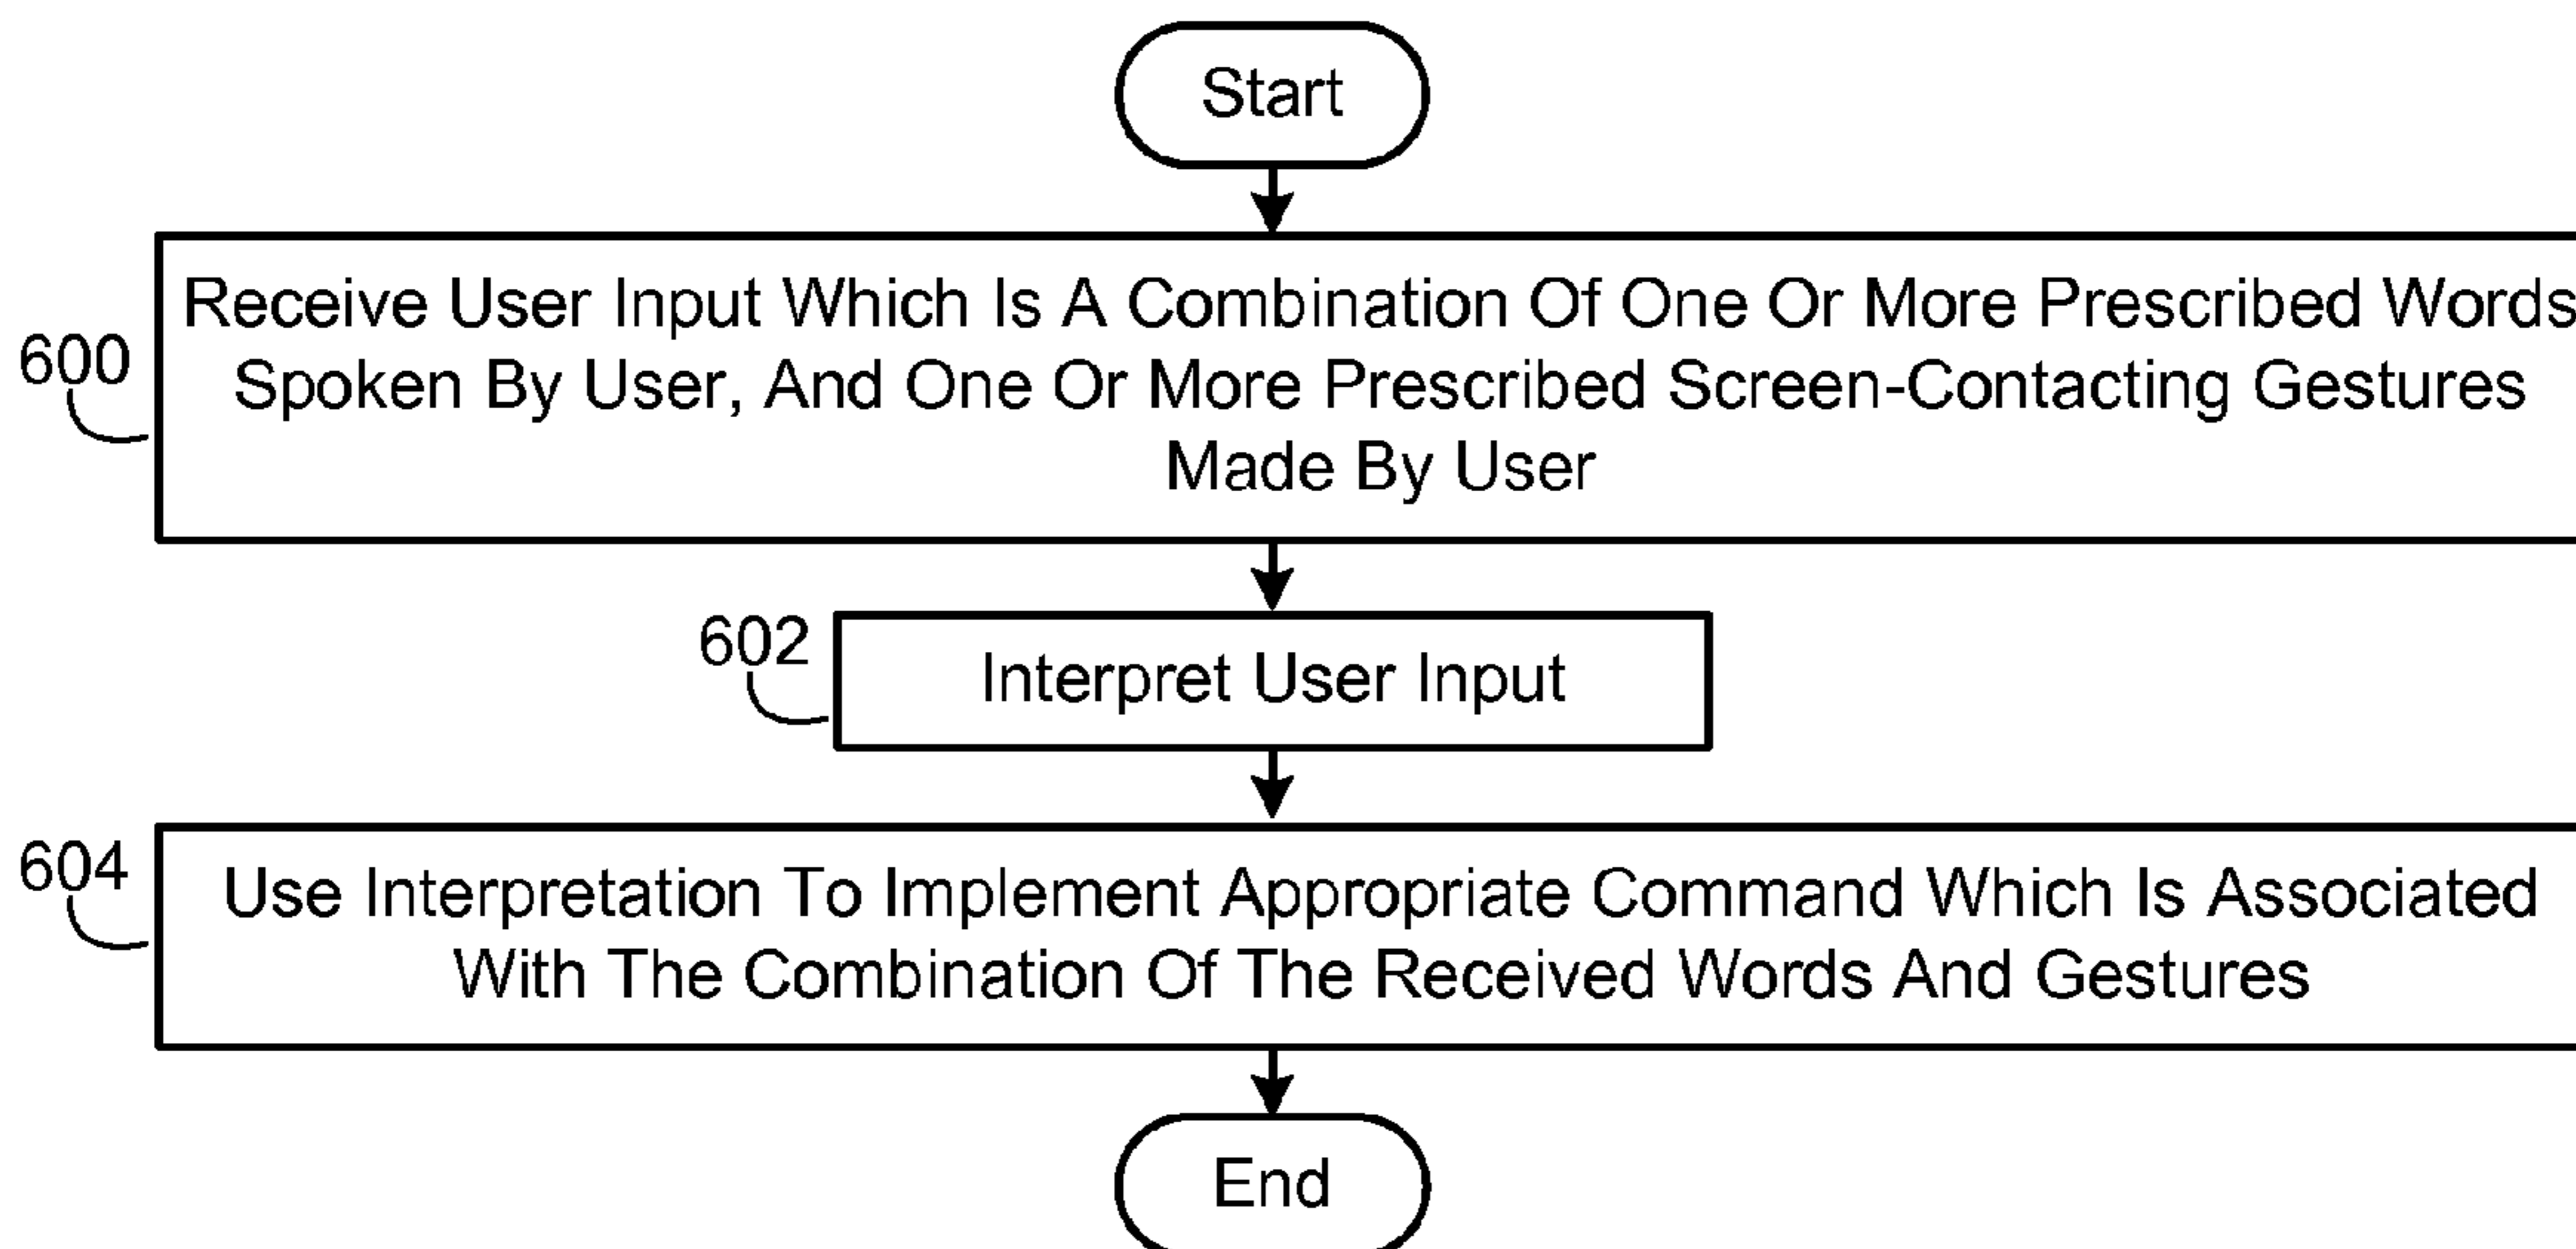 Start
Receive User Input Which Is A Combination Of One Or More Prescribed Words
600
Spoken By User, And One Or More Prescribed Screen-Contacting Gestures
Made By User
602
Interpret User Input
604
Use Interpretation To Implement Appropriate Command Which Is Associated
With The Combination Of The Received Words And Gestures
End